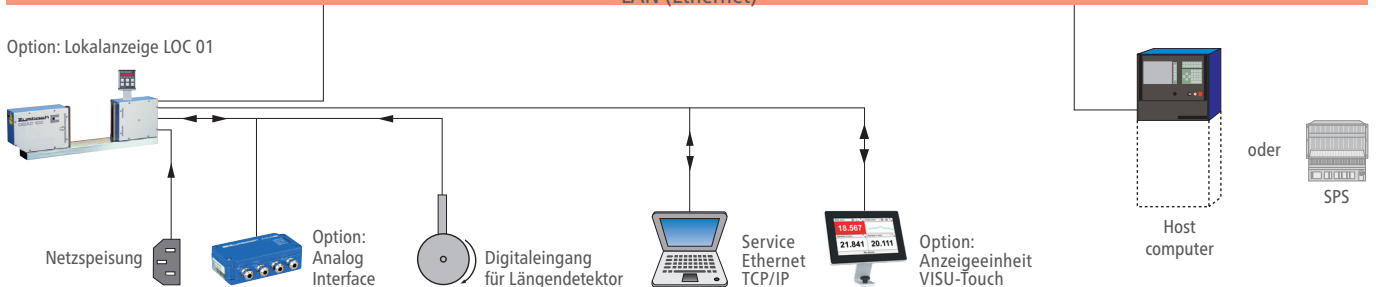 LAN (Ethernet)
Option: Lokalanzeige LOC 01
Zumbach
oder
SPS
Host
computer
Netzspeisung
Option:
Analog
Interface
Digitaleingang
für Längendetektor
Service
Ethernet
TCP/IP
18.567
21.841 20.111
Option:
Anzeigeeinheit
VISU-Touch